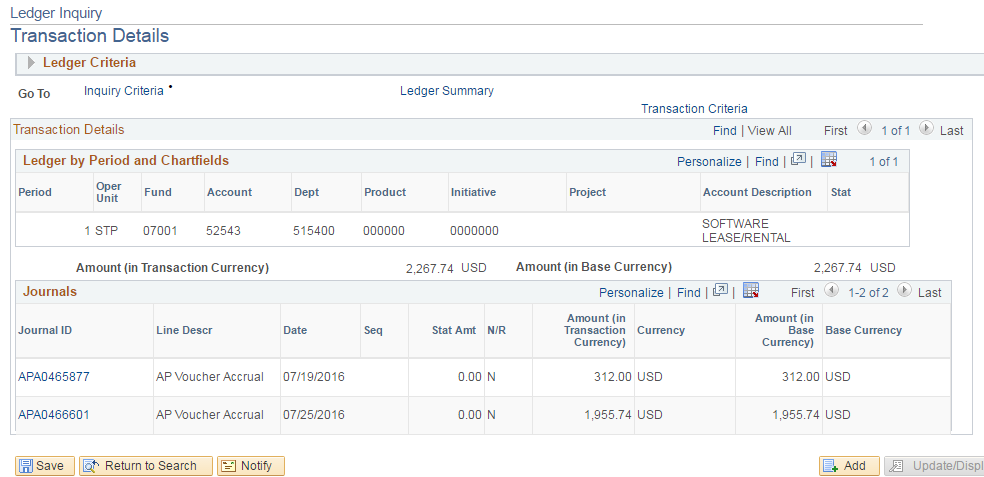 Ledger Inquiry
Transaction Details
Ledger Criteria
Go To Inquiry Criteria Ledger Summary
Transaction Criteria
Transaction Details Find | View All First 1 of 1 Last
Ledger by Period and Chartfields Personalize | Find | | 1 of 1
Period Oper Unit Fund Account Dept Product Initiative Project Account Description Stat
1 STP 07001 52543 515400 000000 0000000 SOFTWARE LEASE/RENTAL
Amount (in Transaction Currency) 2,267.74 USD Amount (in Base Currency) 2,267.74 USD
Journals Personalize | Find | | First 1-2 of 2 Last
Journal ID Line Descr Date Seq Stat Amt N/R Amount (in Transaction Currency) Currency Amount (in Base Currency) Base Currency
APA0465877 AP Voucher Accrual 07/19/2016 0.00 N 312.00 USD 312.00 USD
APA0466601 AP Voucher Accrual 07/25/2016 0.00 N 1,955.74 USD 1,955.74 USD
Save Return to Search Notify Add Update/Displ